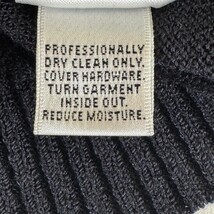 PROFESSIONALLY
DRY CLEAN ONLY.
COVER HARDWARE.
TURN GARMENT
INSIDE OUT.
REDUCE MOISTURE.